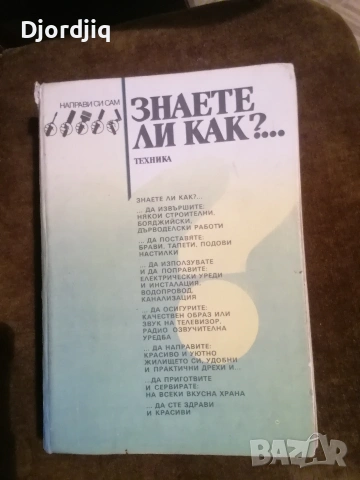 Djordjiq
НАПРАВИ СИ САМ
ЗНАЕТЕ
ЛИ КАК?...
ТЕХНИКА
ЗНАЕТЕ ЛИ КАК?...
... ДА ИЗВЪРШИТЕ:
НЯКОИ СТРОИТЕЛНИ,
БОЯДЖИЙСКИ,
ДЪРВОДЕЛСКИ РАБОТИ
... ДА ПОСТАВЯТЕ:
БРАВИ, ТАПЕТИ, ПОДОВИ
НАСТИЛКИ
... ДА ИЗПОЛЗУВАТЕ
И ДА ПОПРАВИТЕ:
ЕЛЕКТРИЧЕСКИ УРЕДИ
И ИНСТАЛАЦИЯ,
ВОДОПРОВОД,
КАНАЛИЗАЦИЯ
... ДА ОСИГУРИТЕ:
КАЧЕСТВЕН ОБРАЗ ИЛИ
ЗВУК НА ТЕЛЕВИЗОР,
РАДИО ОЗВУЧИТЕЛНА
УРЕДБА
... ДА НАПРАВИТЕ:
КРАСИВО И УЮТНО
ЖИЛИЩЕТО СИ, УДОБНИ
И ПРАКТИЧНИ ДРЕХИ И...
... ДА ПРИГОТВИТЕ
И СЕРВИРАТЕ:
НА ВСЕКИ ВКУСНА ХРАНА
... ДА СТЕ ЗДРАВИ
И КРАСИВИ
BAZAR.BG